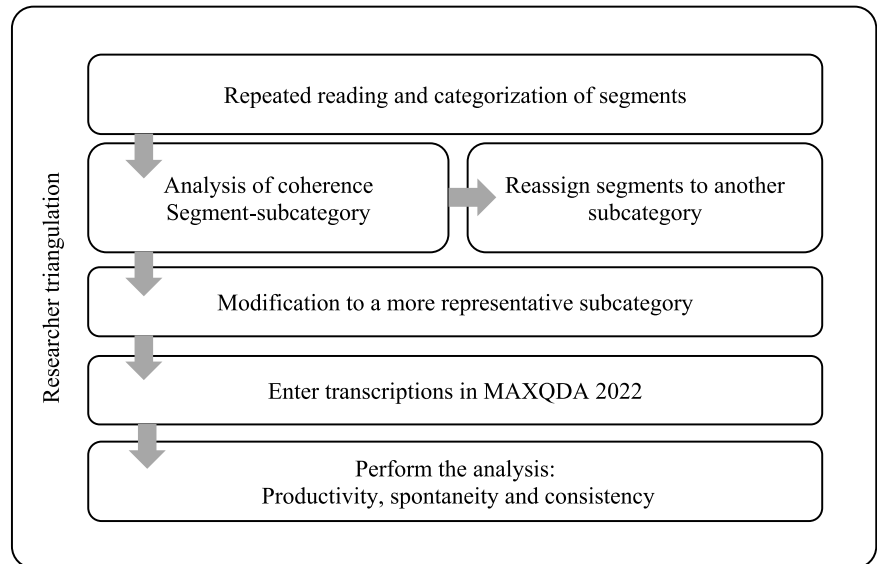 Researcher triangulation
Repeated reading and categorization of segments
Analysis of coherence
Segment-subcategory
Reassign segments to another
subcategory
Modification to a more representative subcategory
Enter transcriptions in MAXQDA 2022
Perform the analysis:
Productivity, spontaneity and consistency